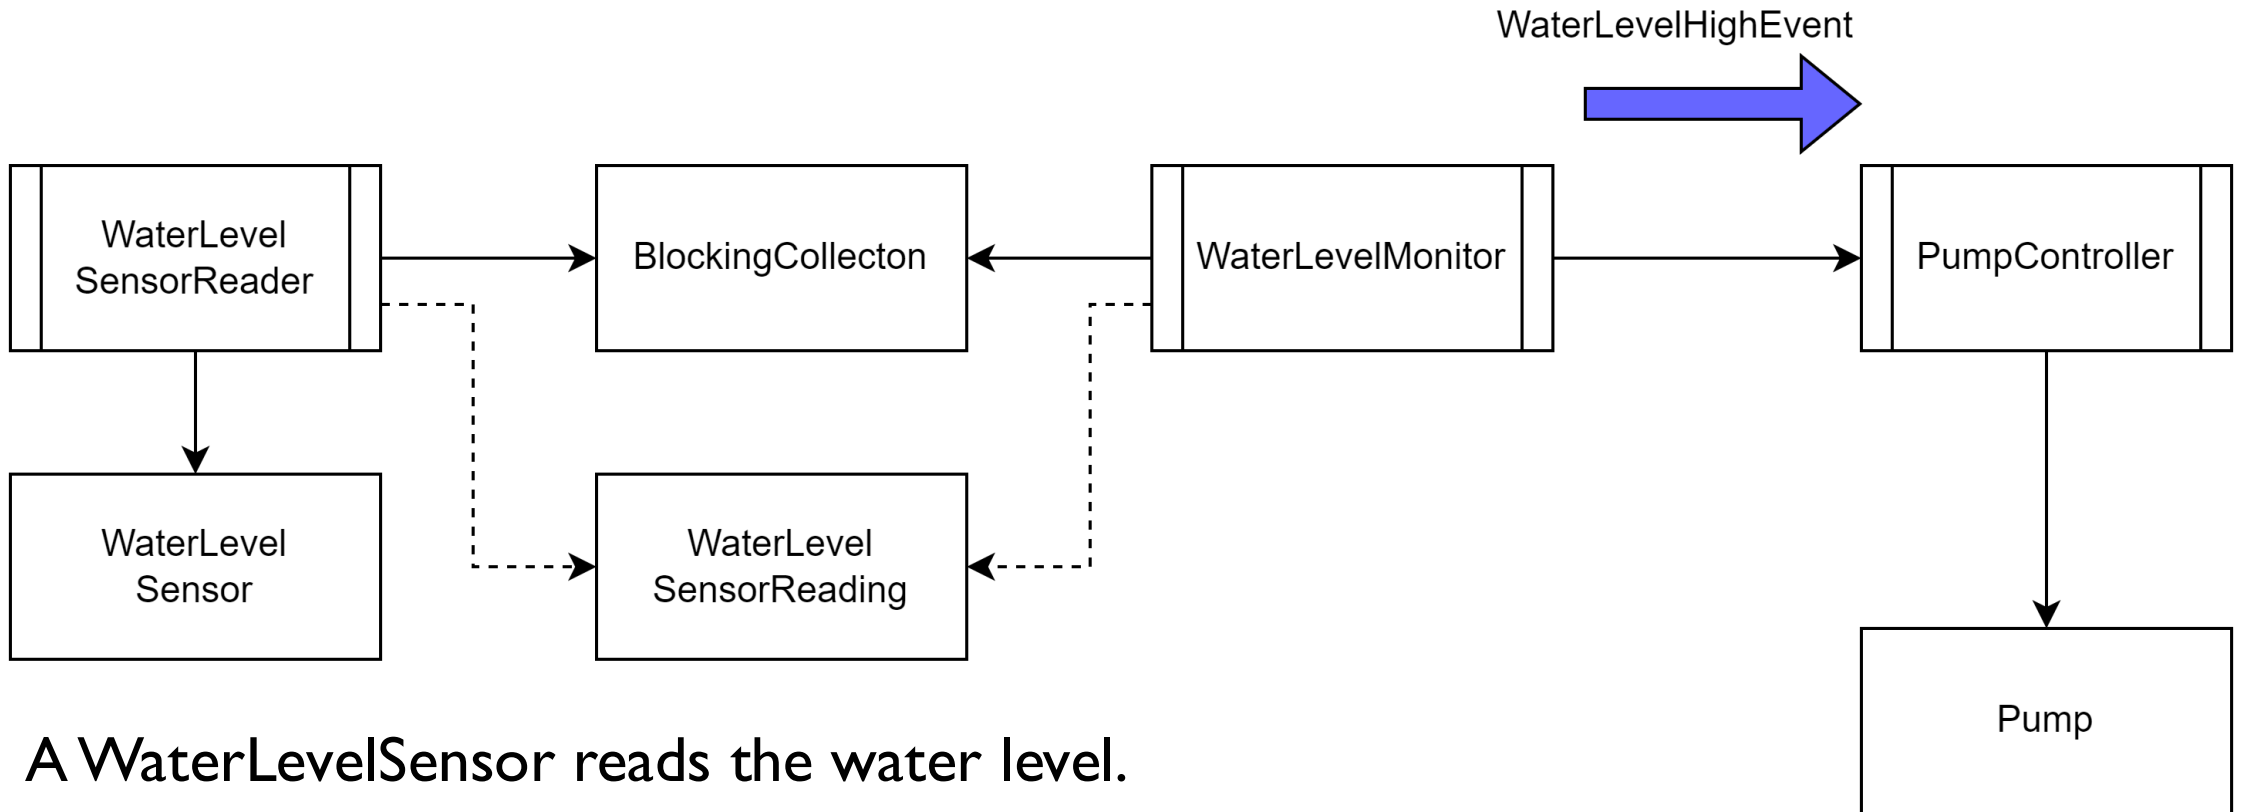 WaterLevelHighEvent
WaterLevel
SensorReader
BlockingCollecton
WaterLevelMonitor
PumpController
WaterLevel
Sensor
WaterLevel
SensorReading
Pump
A WaterLevelSensor reads the water level.